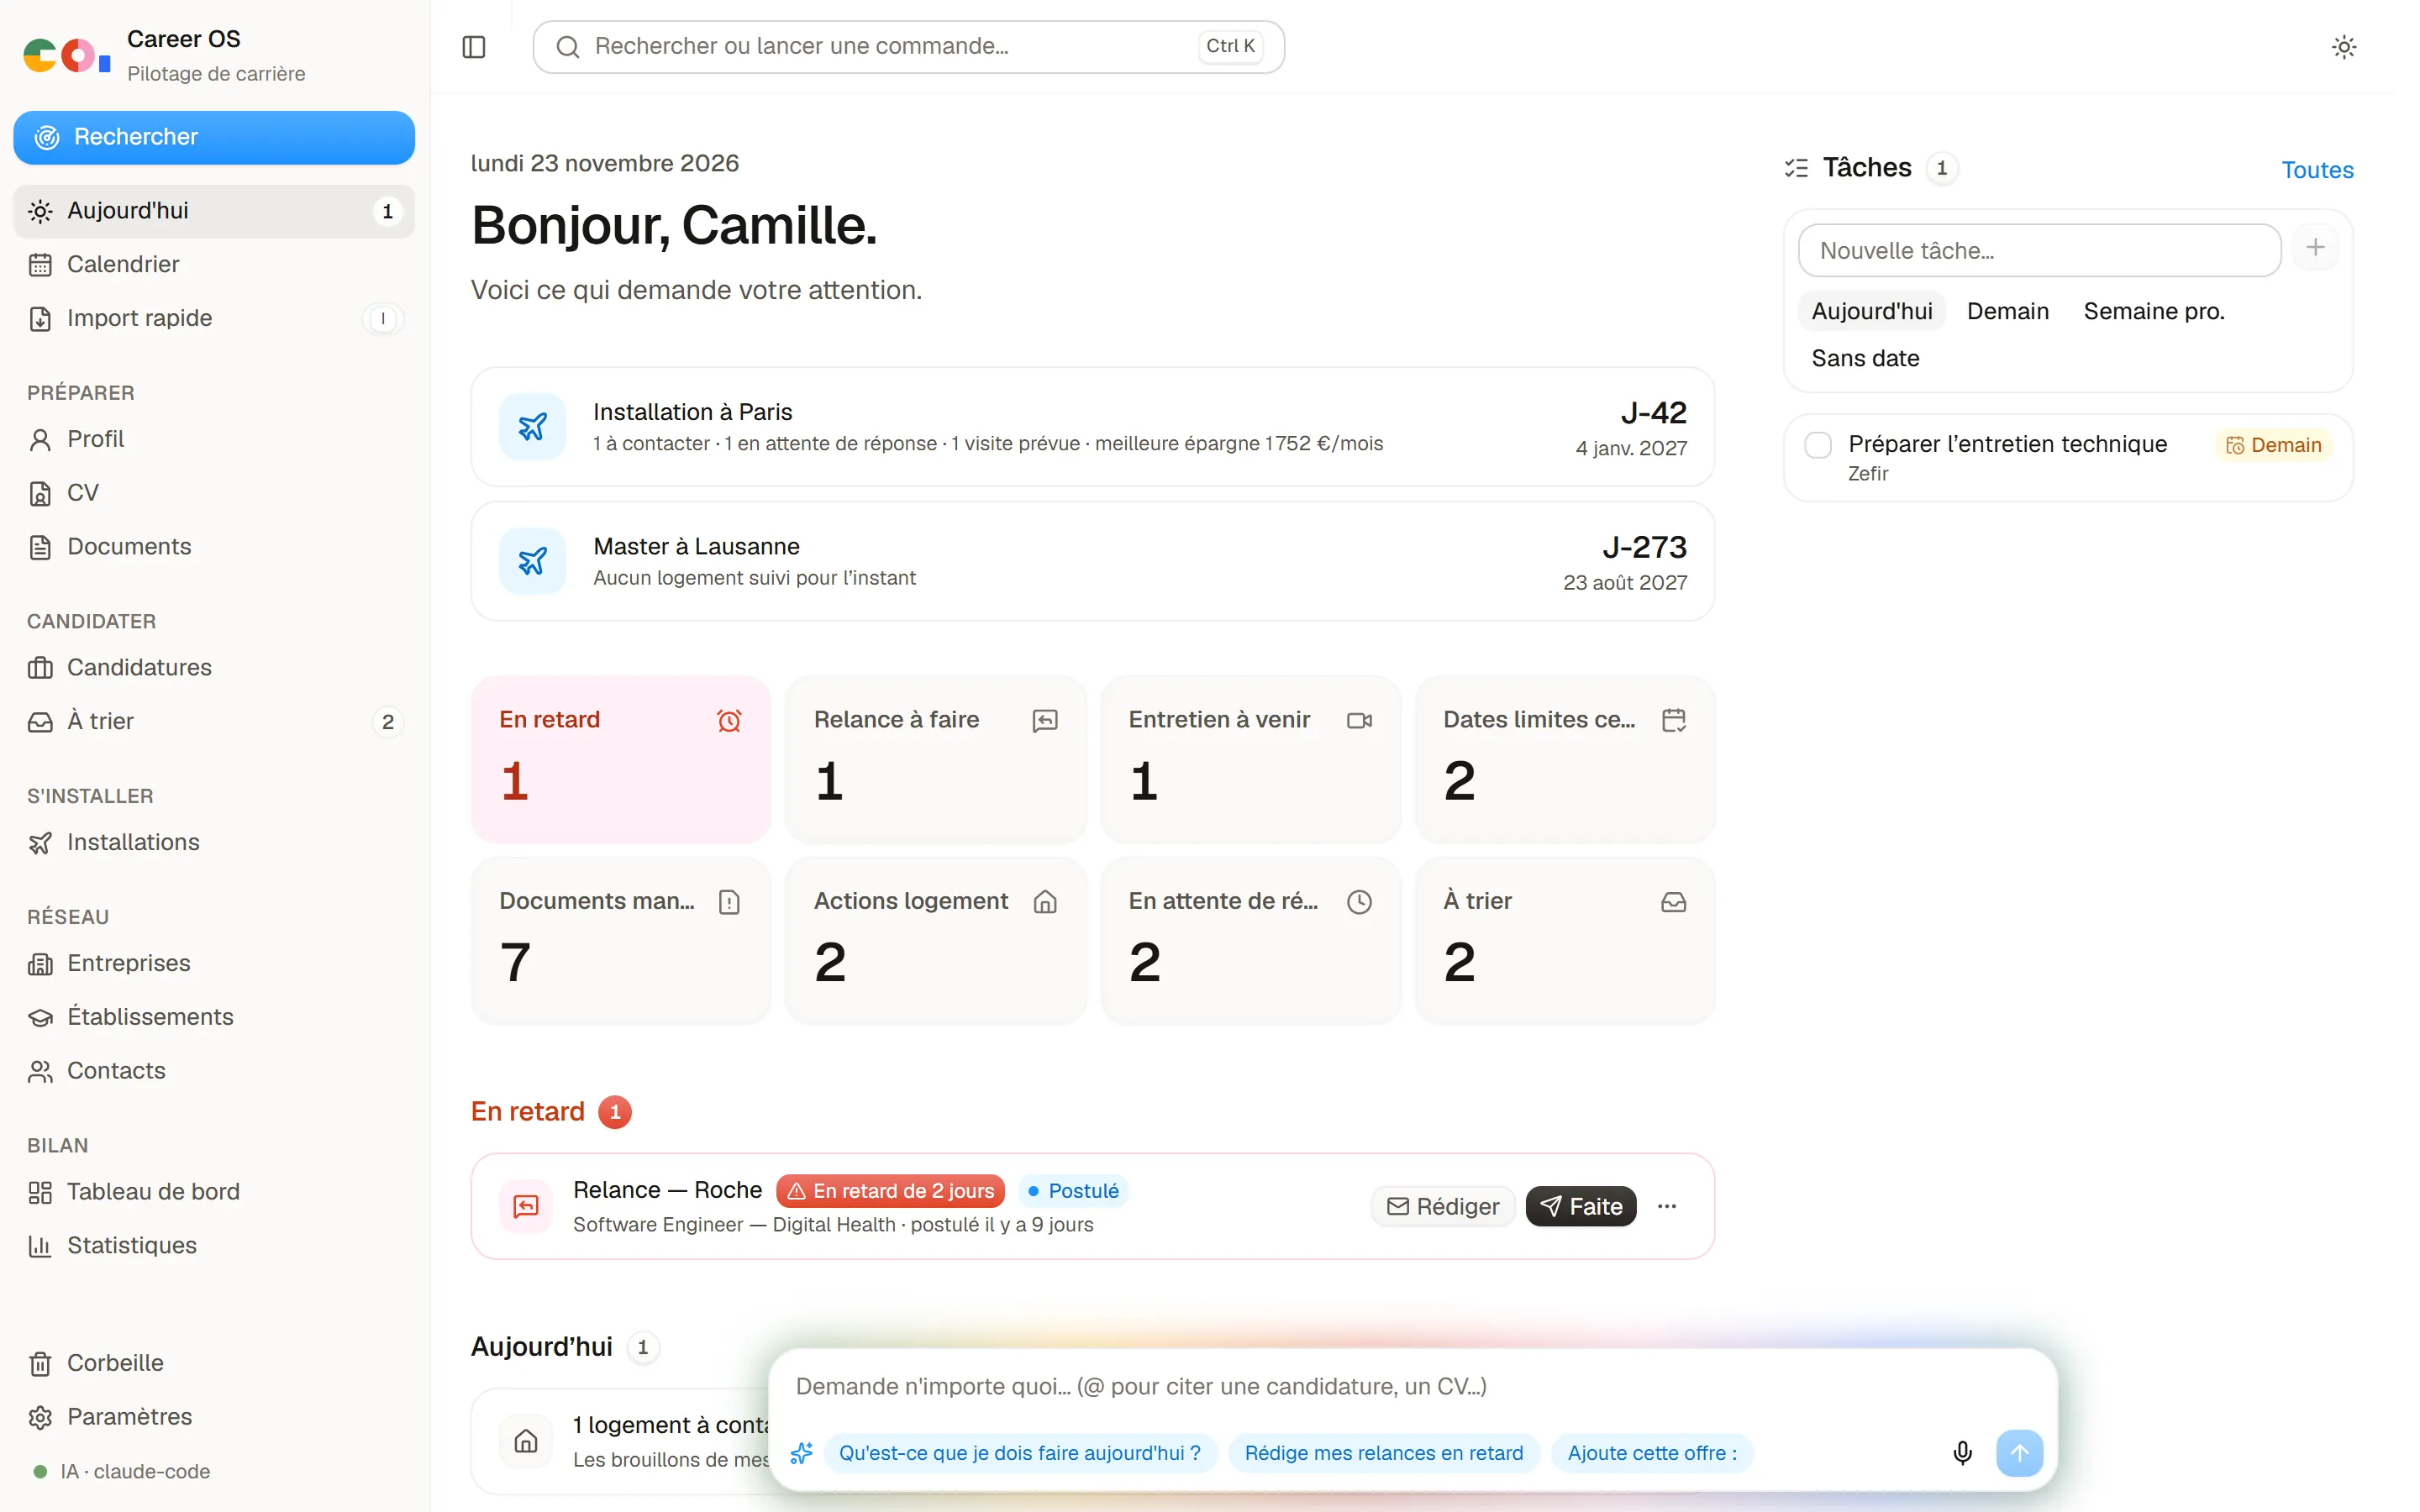 Career OS
Pilotage de carrière
Rechercher
Aujourd'hui 1
Calendrier
Import rapide I
PRÉPARER
Profil
CV
Documents
CANDIDATER
Candidatures
À trier 2
S'INSTALLER
Installations
RÉSEAU
Entreprises
Établissements
Contacts
BILAN
Tableau de bord
Statistiques
Corbeille
Paramètres
IA · claude-code
Rechercher ou lancer une commande... Ctrl K
lundi 23 novembre 2026
Bonjour, Camille.
Voici ce qui demande votre attention.
Installation à Paris J-42
1 à contacter · 1 en attente de réponse · 1 visite prévue · meilleure épargne 1 752 €/mois 4 janv. 2027
Master à Lausanne J-273
Aucun logement suivi pour l’instant 23 août 2027
En retard
1
Relance à faire
1
Entretien à venir
1
Dates limites ce...
2
Documents man...
7
Actions logement
2
En attente de ré...
2
À trier
2
En retard 1
Relance — Roche En retard de 2 jours Postulé
Software Engineer — Digital Health · postulé il y a 9 jours
Rédiger Faite
Aujourd’hui 1
1 logement à conta
Les brouillons de mes
Demande n'importe quoi... (@ pour citer une candidature, un CV...)
Qu'est-ce que je dois faire aujourd'hui ? Rédige mes relances en retard Ajoute cette offre :
Tâches 1 Toutes
Nouvelle tâche...
Aujourd'hui Demain Semaine pro.
Sans date
Préparer l’entretien technique Demain
Zefir